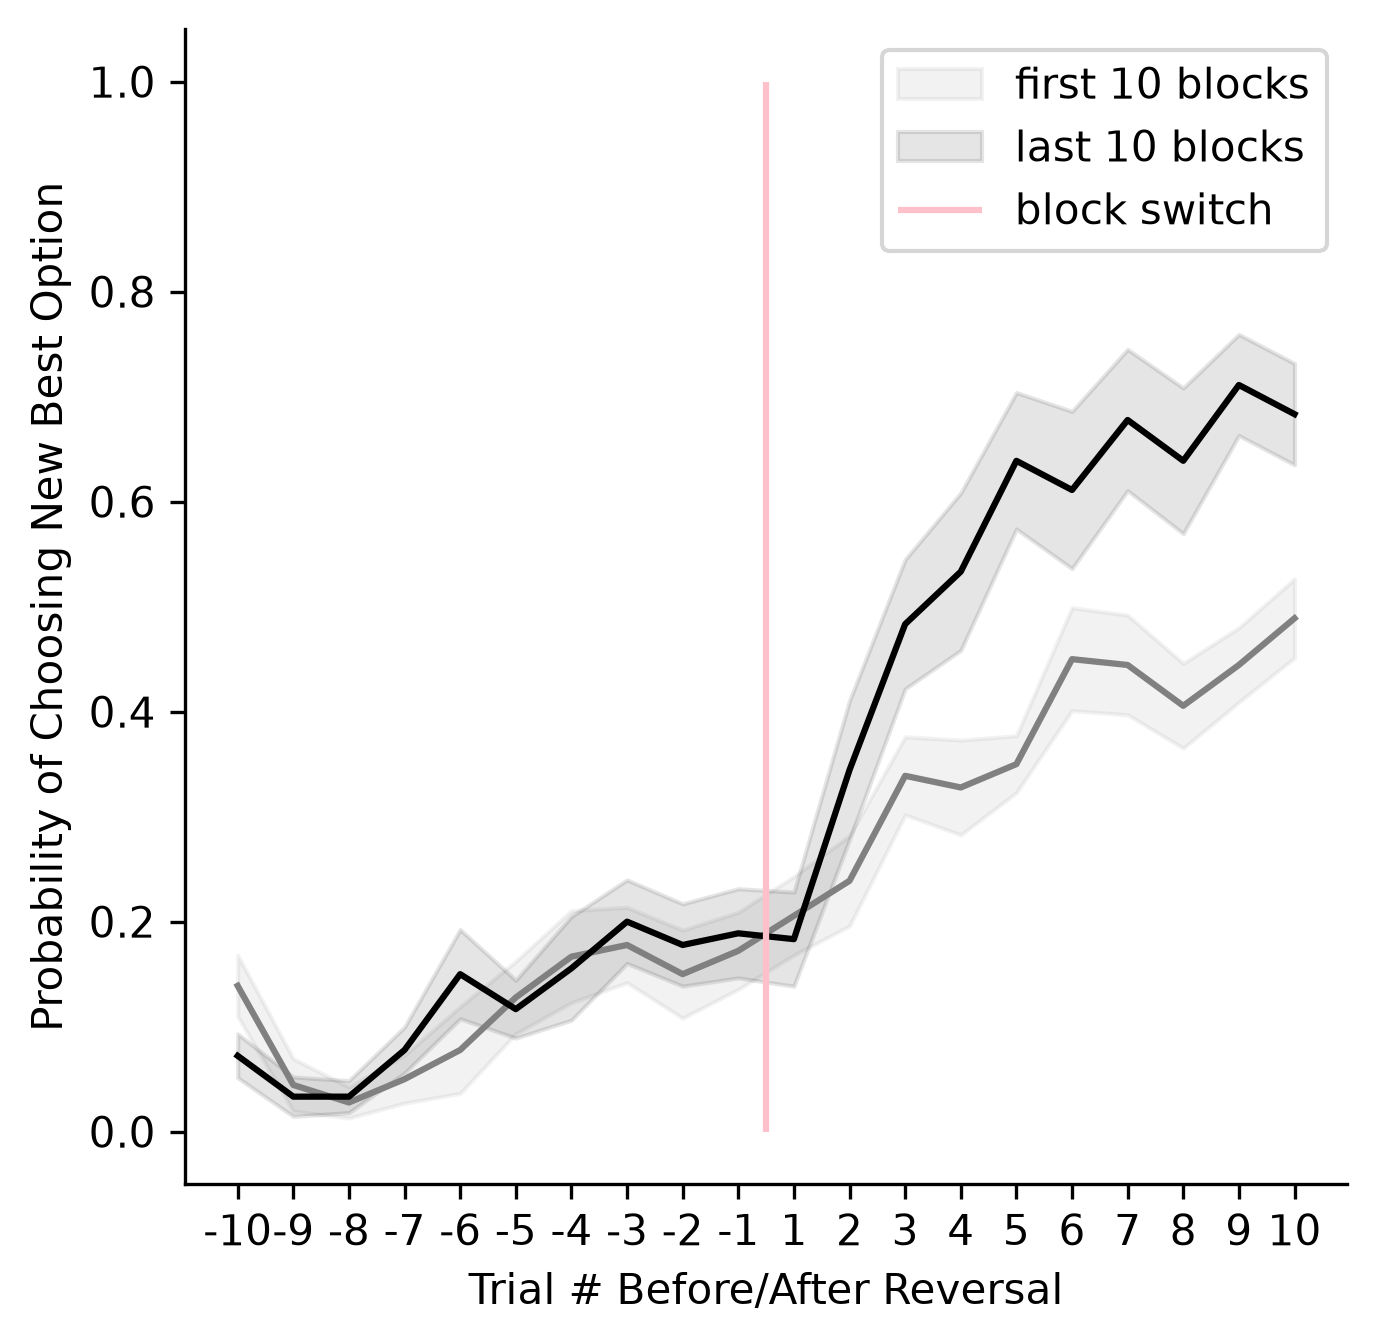 first 10 blocks
last 10 blocks
block switch
Probability of Choosing New Best Option
1.0
0.8
0.6
0.4
0.2
0.0
-10 -9 -8 -7 -6 -5 -4 -3 -2 -1 1 2 3 4 5 6 7 8 9 10
Trial # Before/After Reversal